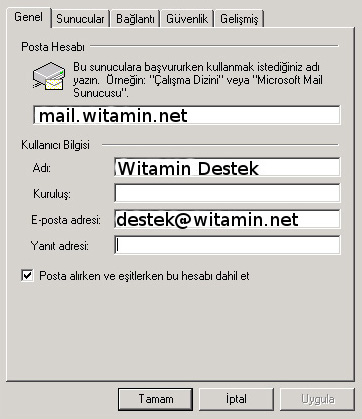 Genel Sunucular Bağlantı Güvenlik Gelişmiş
Posta Hesabı
Bu sunuculara başvururken kullanmak istediğiniz adı
yazın. Örneğin: "Çalışma Dizini" veya "Microsoft Mail
Sunucusu".
mail.witamin.net
Kullanıcı Bilgisi
Adı: Witamin Destek
Kuruluş:
E-posta adresi: destek@witamin.net
Yanıt adresi:
Posta alırken ve eşitlerken bu hesabı dahil et
Tamam İptal Uygula